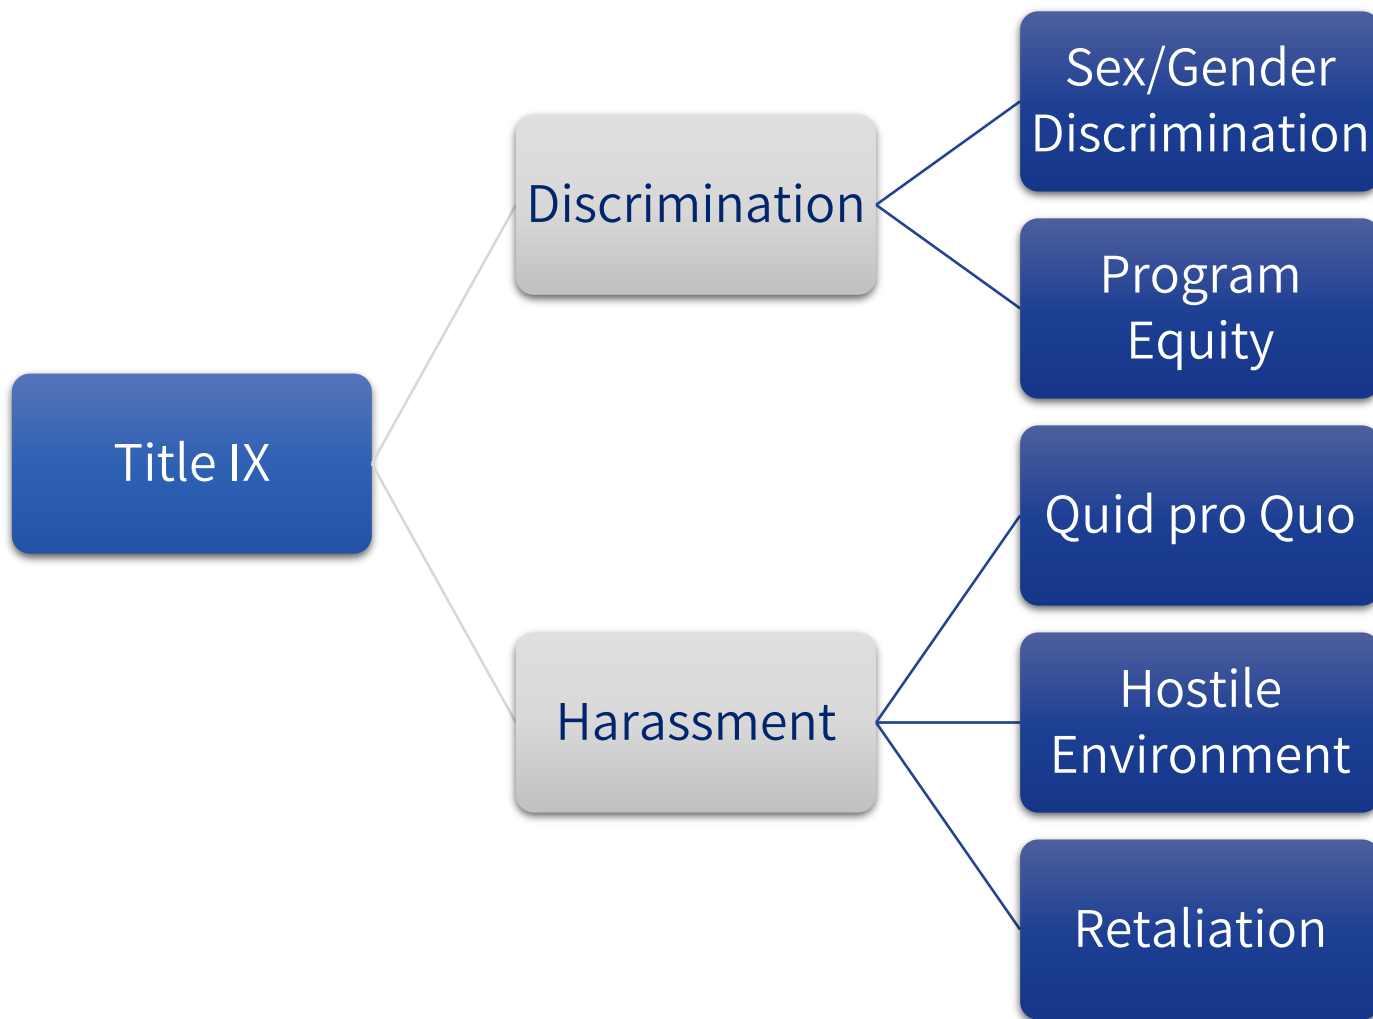 Title IX
Discrimination
Sex/Gender
Discrimination
Program
Equity
Harassment
Quid pro Quo
Hostile
Environment
Retaliation